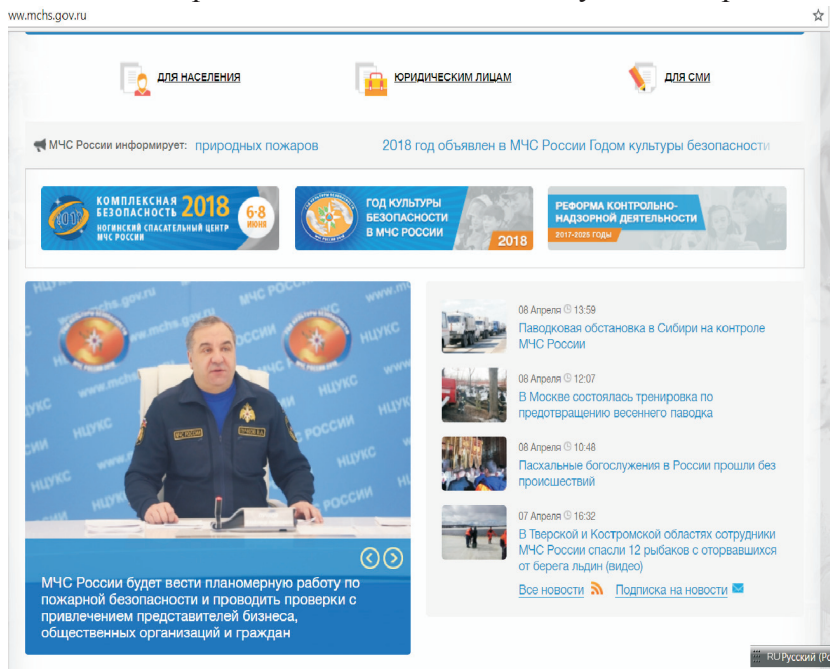 ww.mchs.gov.ru
ДЛЯ НАСЕЛЕНИЯ
ЮРИДИЧЕСКИМ ЛИЦАМ
ДЛЯ СМИ
МЧС России информирует: природных пожаров 2018 год объявлен в МЧС России Годом культуры безопасности
КОМПЛЕКСНАЯ
БЕЗОПАСНОСТЬ 2018
НОГИНСКИЙ СПАСАТЕЛЬНЫЙ ЦЕНТР
МЧС РОССИИ
6-8
ИЮНЯ
ГОД КУЛЬТУРЫ
БЕЗОПАСНОСТИ
В МЧС РОССИИ
2018
РЕФОРМА КОНТРОЛЬНО-
НАДЗОРНОЙ ДЕЯТЕЛЬНОСТИ
2017-2025 ГОДЫ
МЧС России будет вести планомерную работу по
пожарной безопасности и проводить проверки с
привлечением представителей бизнеса,
общественных организаций и граждан
08 Апреля 13:59
Паводковая обстановка в Сибири на контроле
МЧС России
08 Апреля 12:07
В Москве состоялась тренировка по
предотвращению весеннего паводка
08 Апреля 10:48
Пасхальные богослужения в России прошли без
происшествий
07 Апреля 16:32
В Тверской и Костромской областях сотрудники
МЧС России спасли 12 рыбаков с оторвавшихся
от берега льдин (видео)
Все новости Подписка на новости
RU Русский (Ро